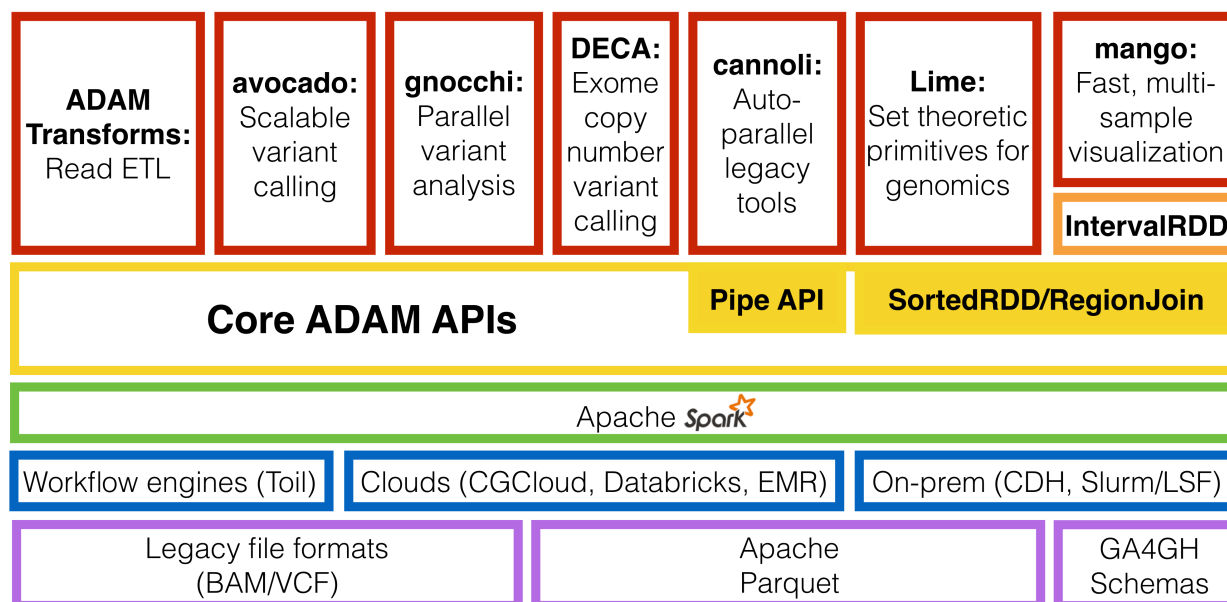 ADAM
Transforms:
Read ETL
avocado:
Scalable
variant
calling
gnocchi:
Parallel
variant
analysis
DECA:
Exome
copy
number
variant
calling
cannoli:
Auto-
parallel
legacy
tools
Lime:
Set theoretic
primitives for
genomics
mango:
Fast, multi-
sample
visualization
IntervalRDD
Core ADAM APIs
Pipe API
SortedRDD/RegionJoin
Apache Spark
Workflow engines (Toil)
Clouds (CGCloud, Databricks, EMR)
On-prem (CDH, Slurm/LSF)
Legacy file formats
(BAM/VCF)
Apache
Parquet
GA4GH
Schemas